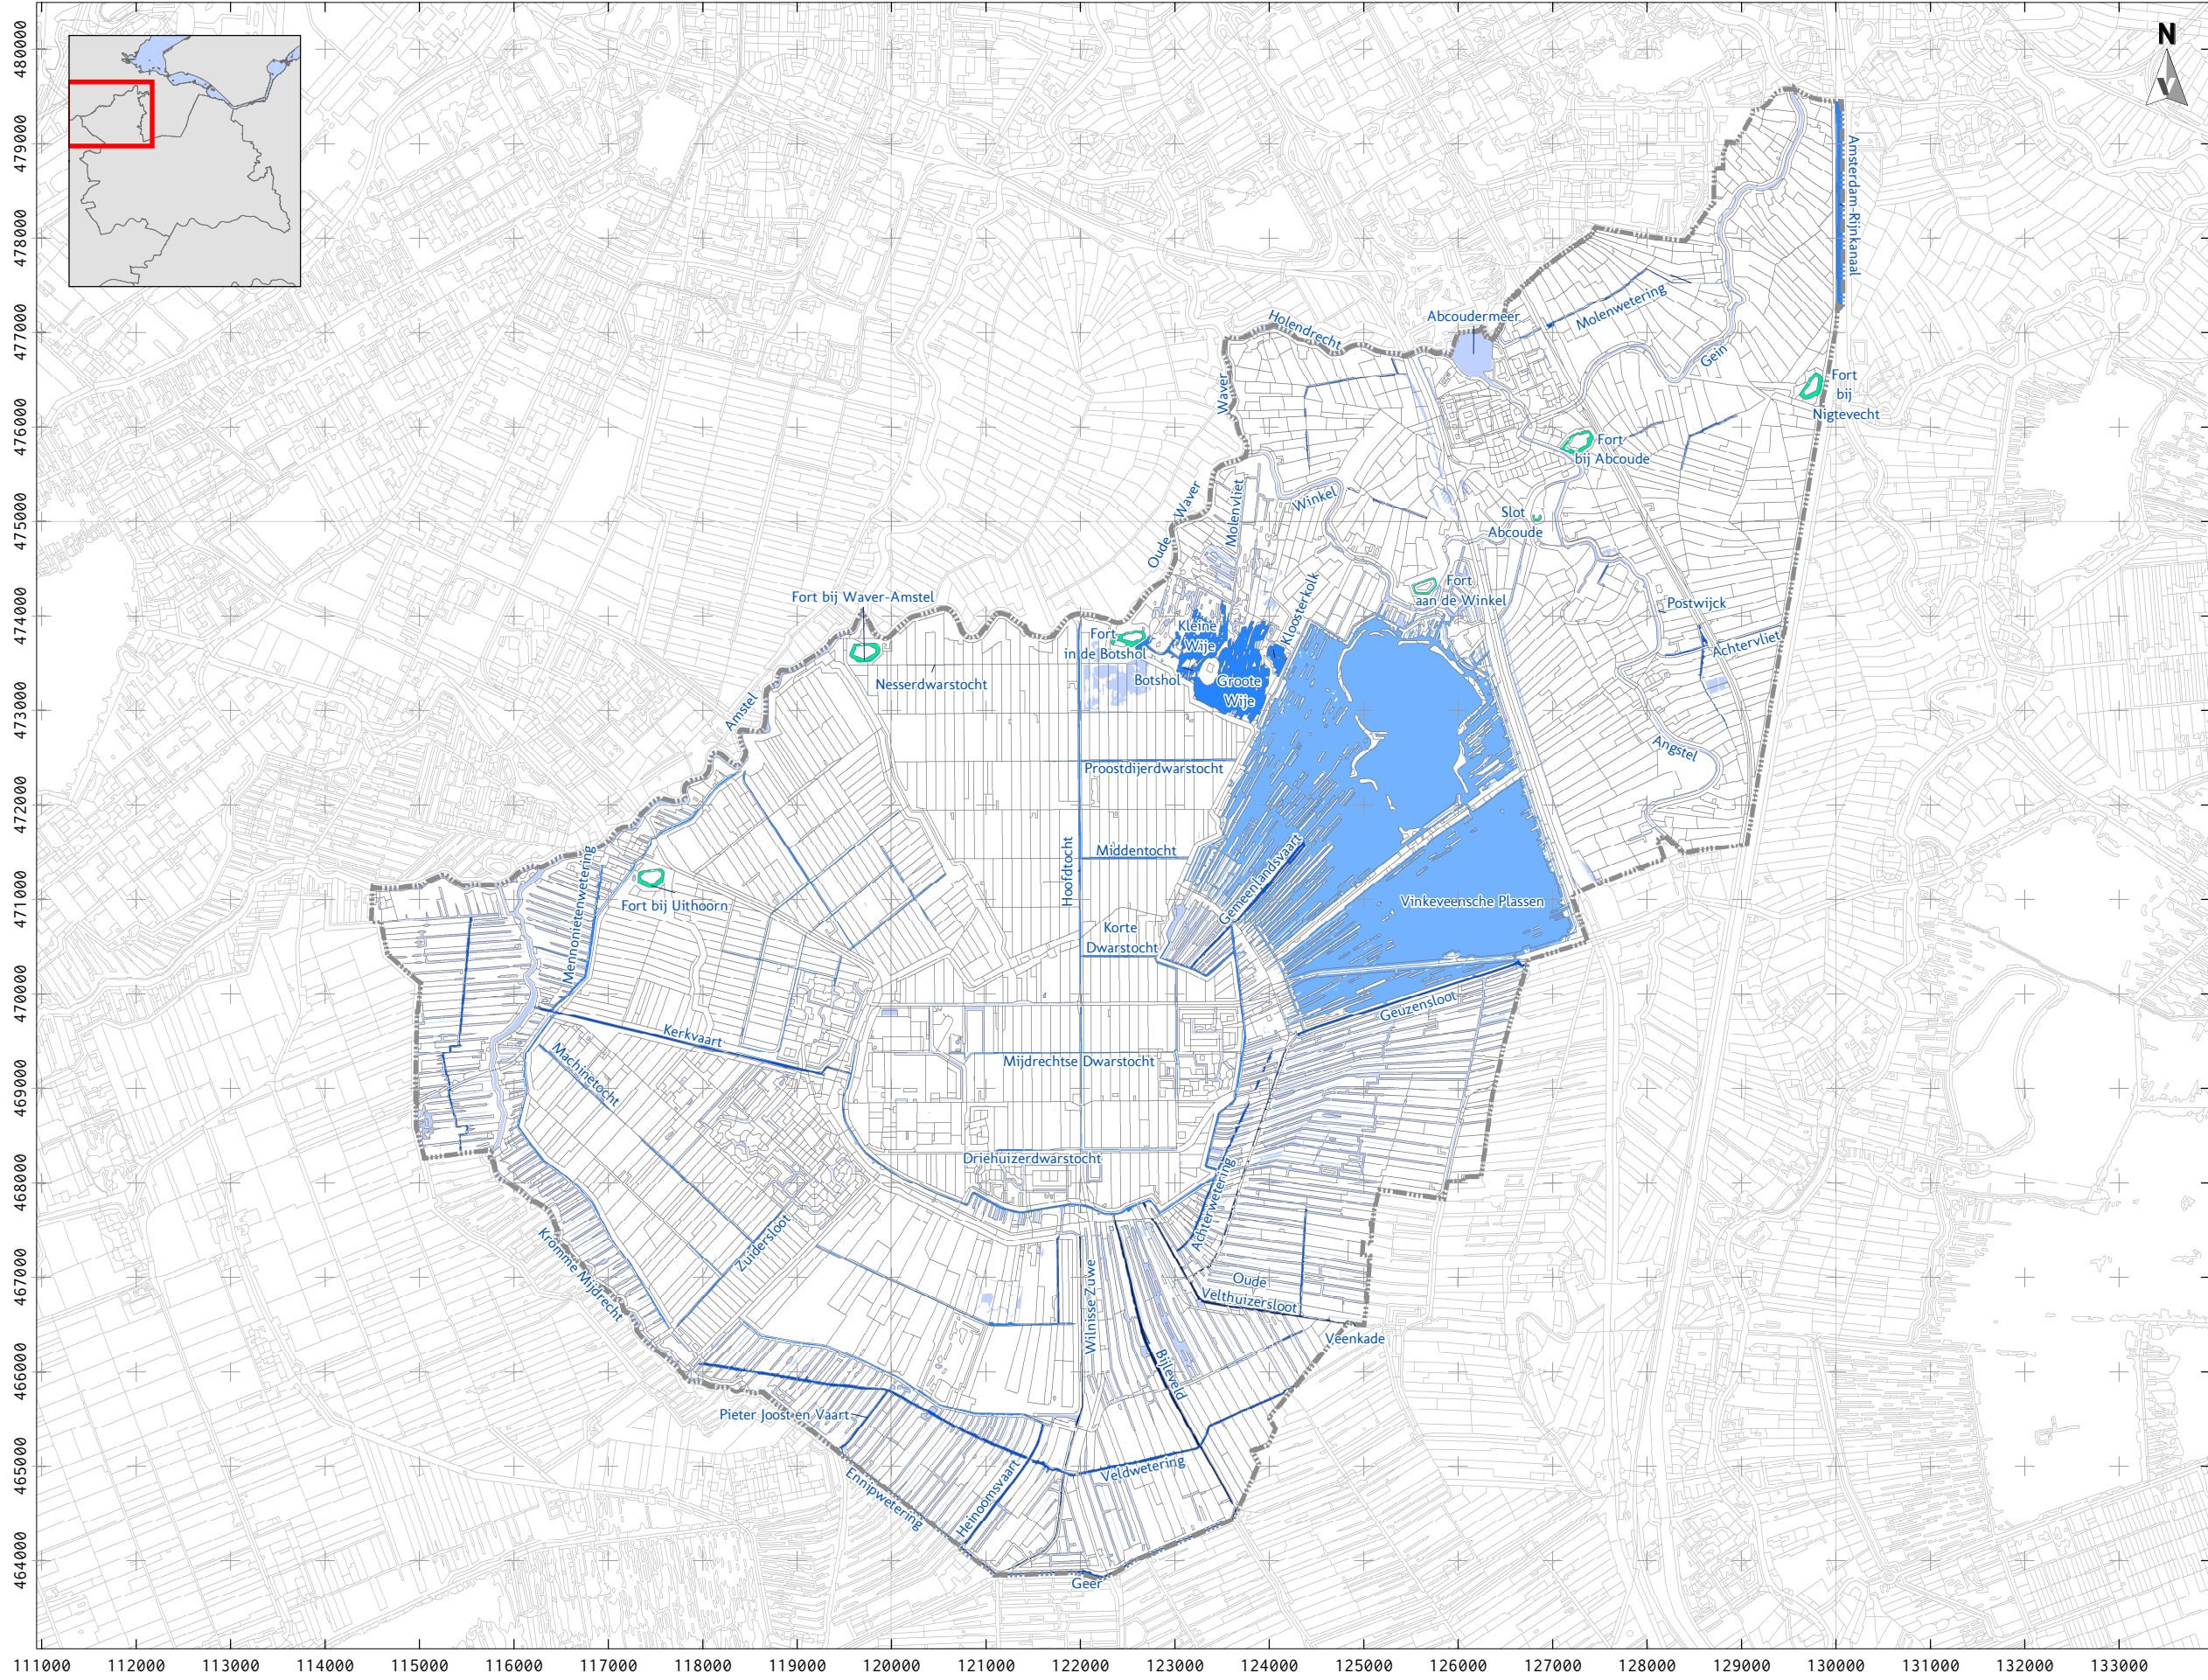 N
480000
479000
478000
477000
476000
475000
474000
473000
472000
471000
470000
469000
468000
467000
466000
465000
464000
Amsterdam-Rijnkanaal
Molenwetering
Abcoudermeer
Holendrecht
Gein
Waver
Fort
bij
Nigtevecht
Fort
bij Abcoude
Winkel
Molenvliet
Oude Waver
Slot
Abcoude
Fort
aan de Winkel
Kloosterkolk
Postwijck
Achtervliet
Fort bij Waver-Amstel
Fort
in de Botshol
Kleine
Wije
Botshol
Groote
Wije
Nesserdwarstocht
Amstel
Angstel
Proostdijerdwarstocht
Hoofdtocht
Middentocht
Gemeenlandsvaart
Vinkeveensche Plassen
Mennonietenwetering
Fort bij Uithoorn
Korte
Dwarstocht
Geuzensloot
Kerkvaart
Machinetocht
Mijdrechtse Dwarstocht
Driehuizerdwarstocht
Achterwetering
Zuidersloot
Kromme Mijdrecht
Wilnisse Zuwe
Oude
Velthuizersloot
Veenkade
Bijleveld
Pieter Joost en Vaart
Ennipwetering
Heinoomsvaart
Veldwetering
Geer
111000
112000
113000
114000
115000
116000
117000
118000
119000
120000
121000
122000
123000
124000
125000
126000
127000
128000
129000
130000
131000
132000
133000